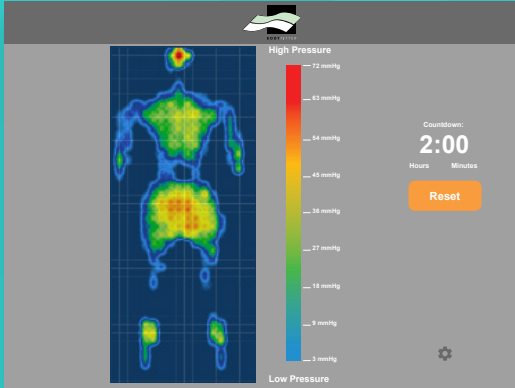 High Pressure
72 mmHg
63 mmHg
54 mmHg
45 mmHg
36 mmHg
27 mmHg
18 mmHg
9 mmHg
3 mmHg
Low Pressure
Countdown:
2:00
Hours Minutes
Reset